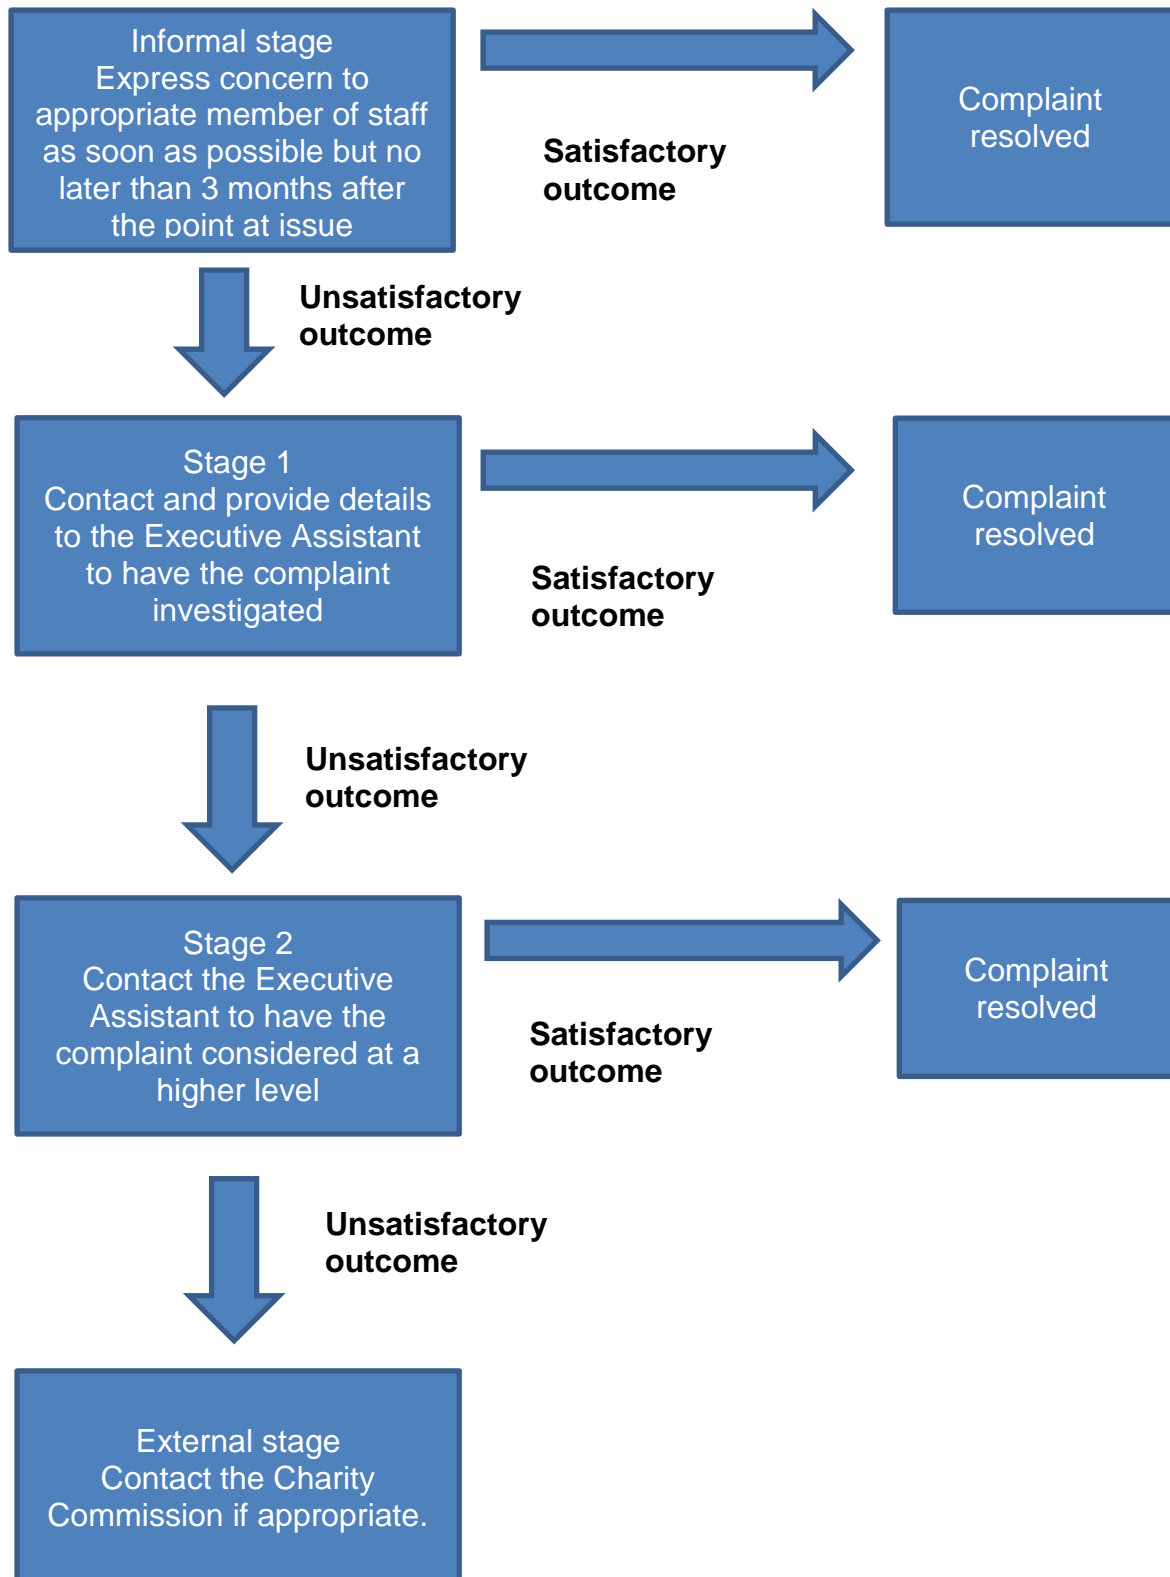 Informal stage
Express concern to
appropriate member of staff
as soon as possible but no
later than 3 months after
the point at issue
Satisfactory
outcome
Complaint
resolved
Unsatisfactory
outcome
Stage 1
Contact and provide details
to the Executive Assistant
to have the complaint
investigated
Satisfactory
outcome
Complaint
resolved
Unsatisfactory
outcome
Stage 2
Contact the Executive
Assistant to have the
complaint considered at a
higher level
Satisfactory
outcome
Complaint
resolved
Unsatisfactory
outcome
External stage
Contact the Charity
Commission if appropriate.